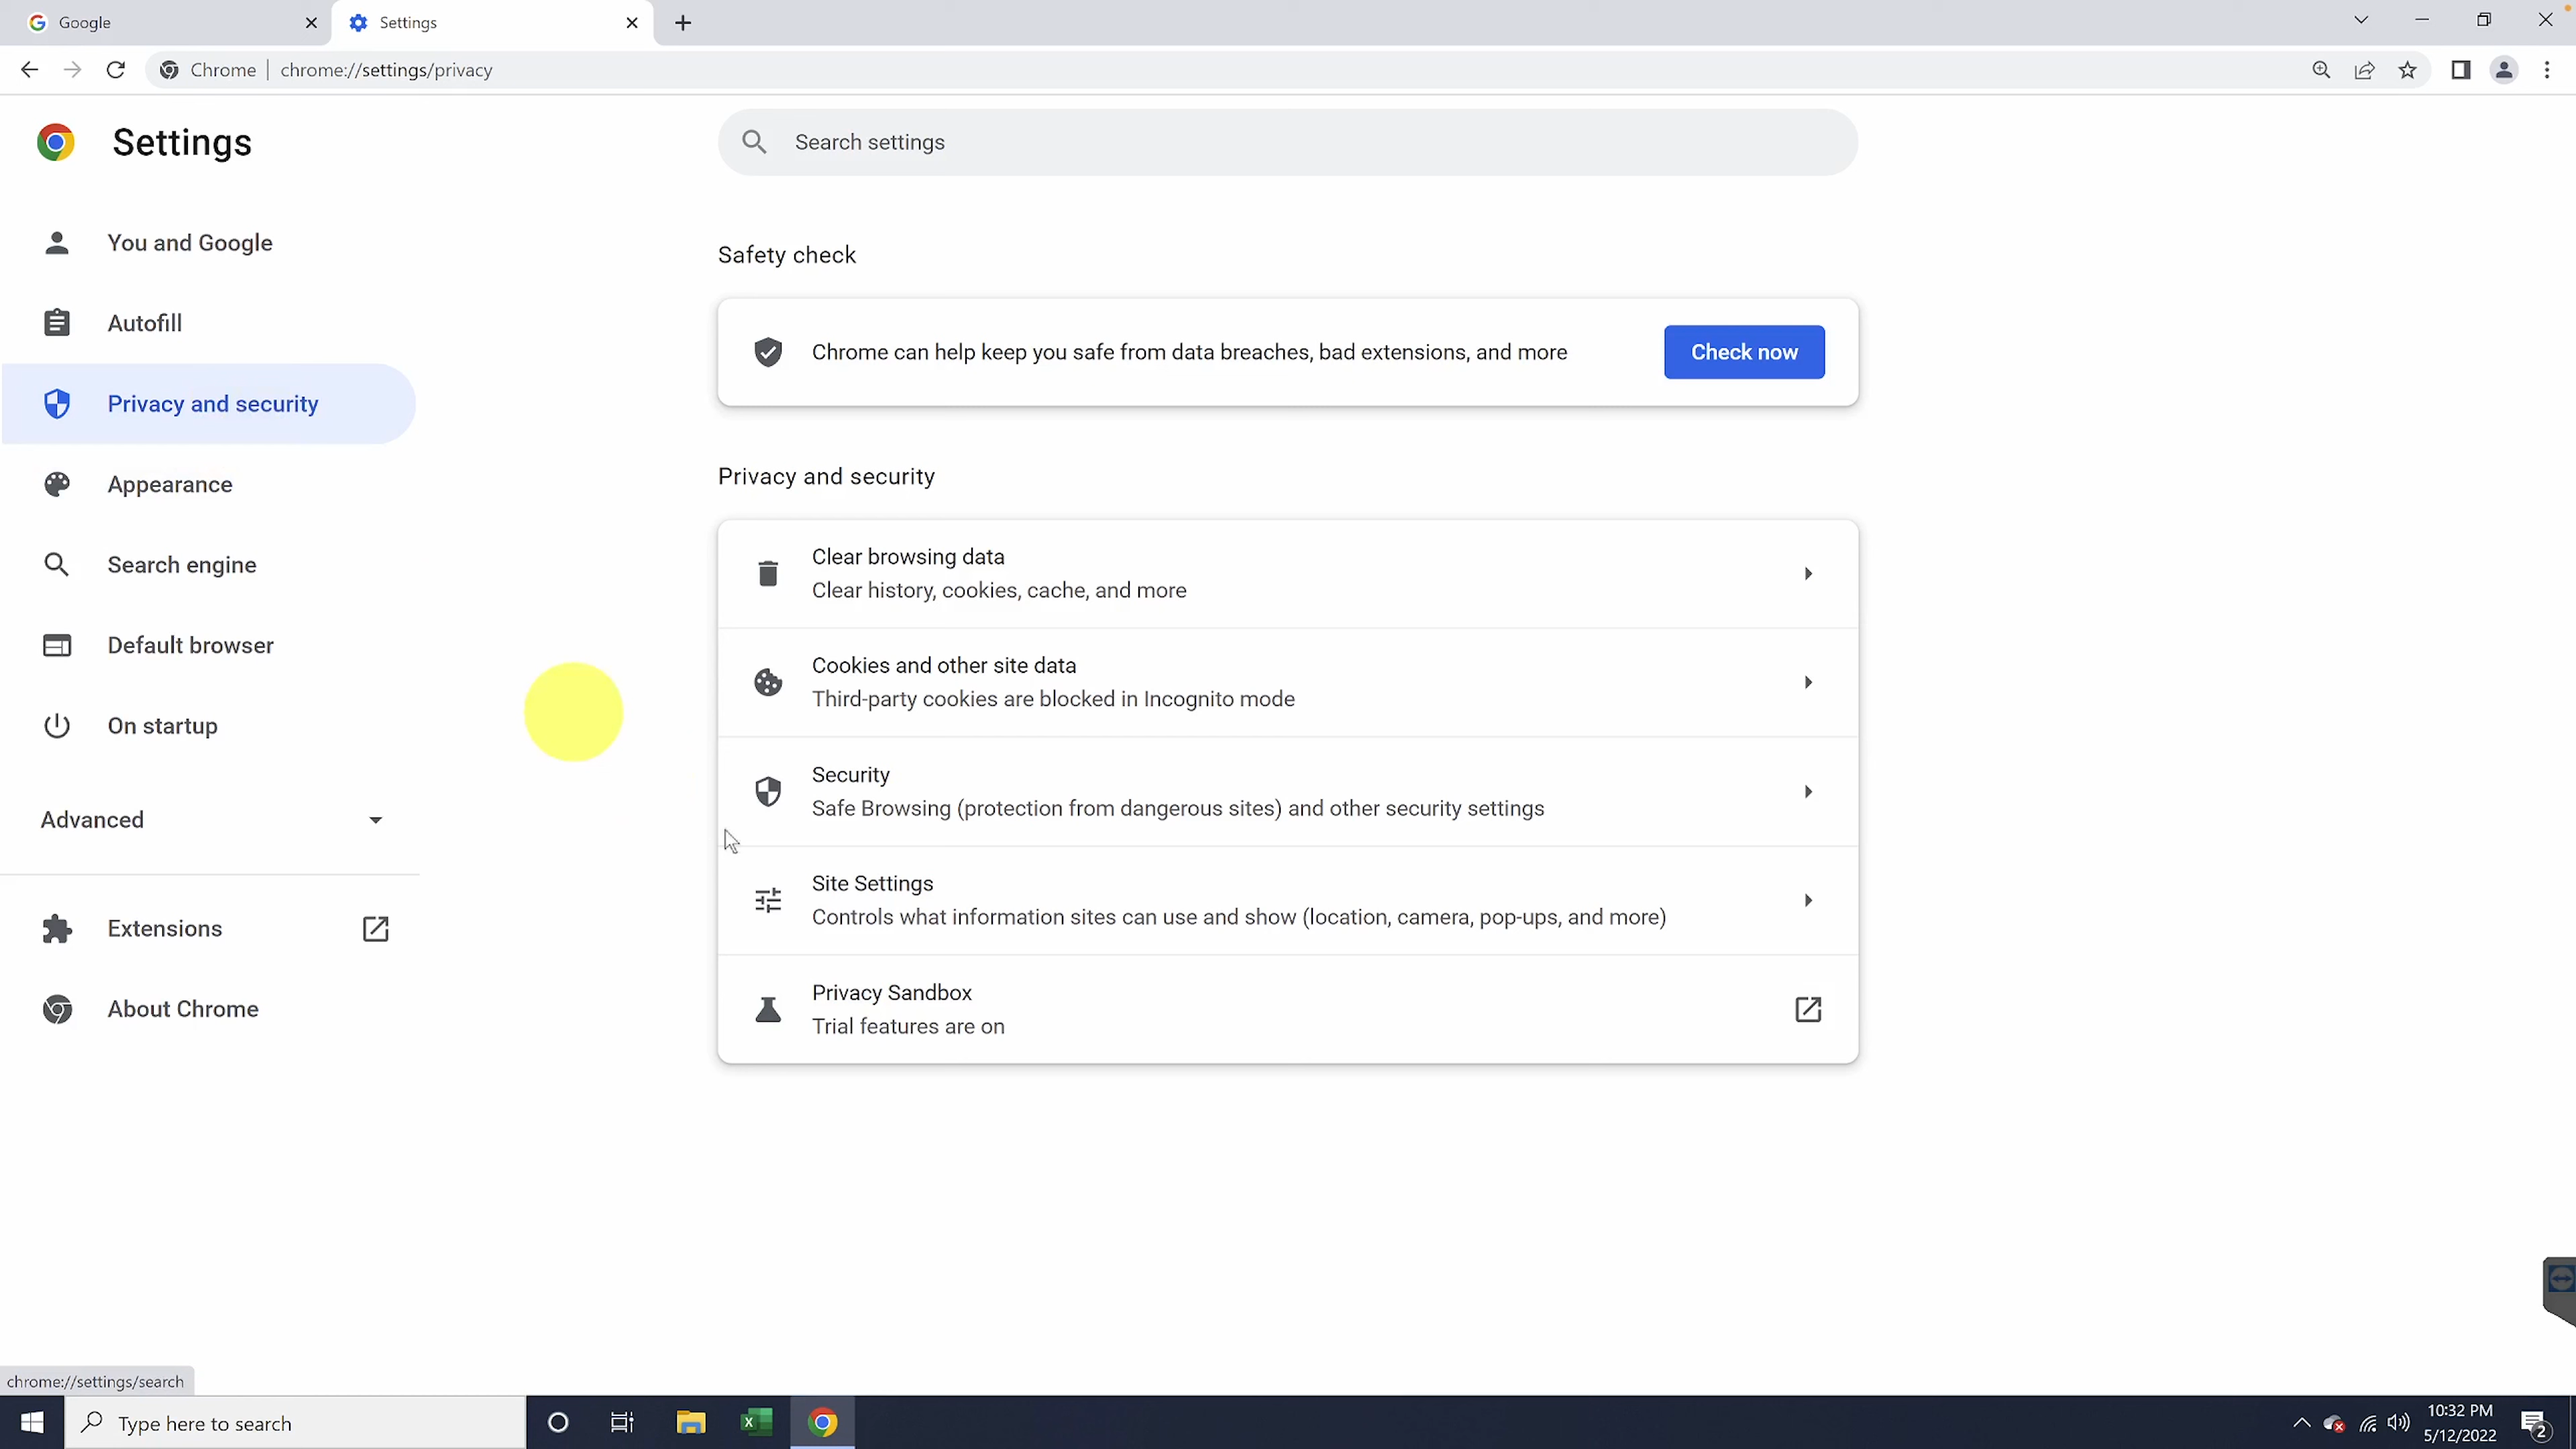 Google
Settings
Chrome | chrome://settings/privacy
Settings
Search settings
You and Google
Autofill
Privacy and security
Appearance
Search engine
Default browser
On startup
Advanced
Extensions
About Chrome
Safety check
Chrome can help keep you safe from data breaches, bad extensions, and more
Check now
Privacy and security
Clear browsing data
Clear history, cookies, cache, and more
Cookies and other site data
Third-party cookies are blocked in Incognito mode
Security
Safe Browsing (protection from dangerous sites) and other security settings
Site Settings
Controls what information sites can use and show (location, camera, pop-ups, and more)
Privacy Sandbox
Trial features are on
chrome://settings/search
Type here to search
10:32 PM
5/12/2022
2